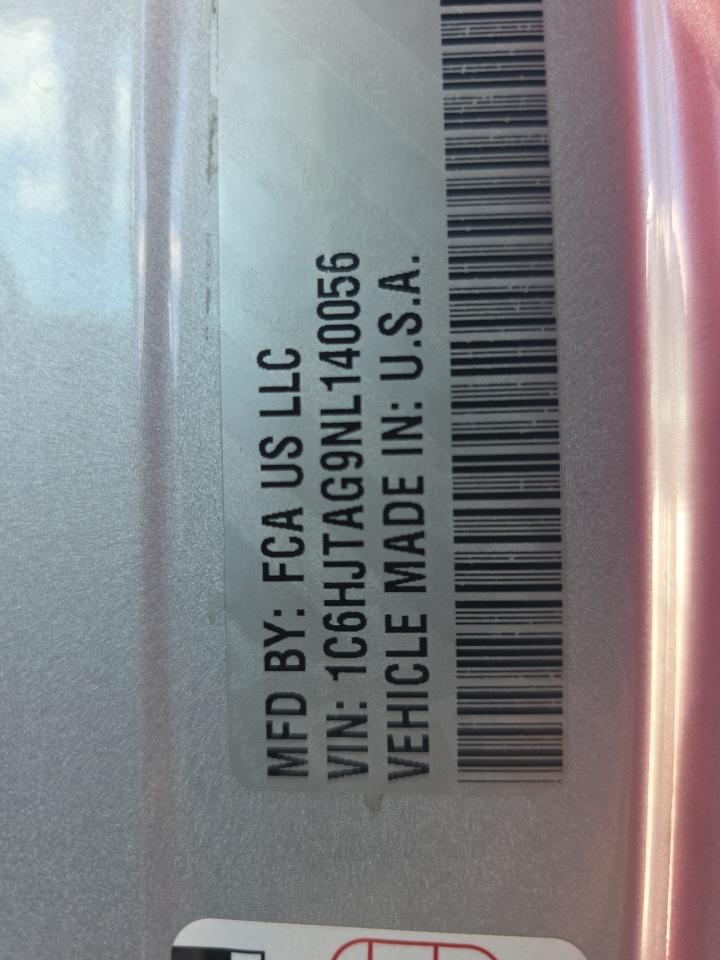 MFD BY: FCA US LLC
VIN: 1C6HJTAG9NL140056
VEHICLE MADE IN: U.S.A.